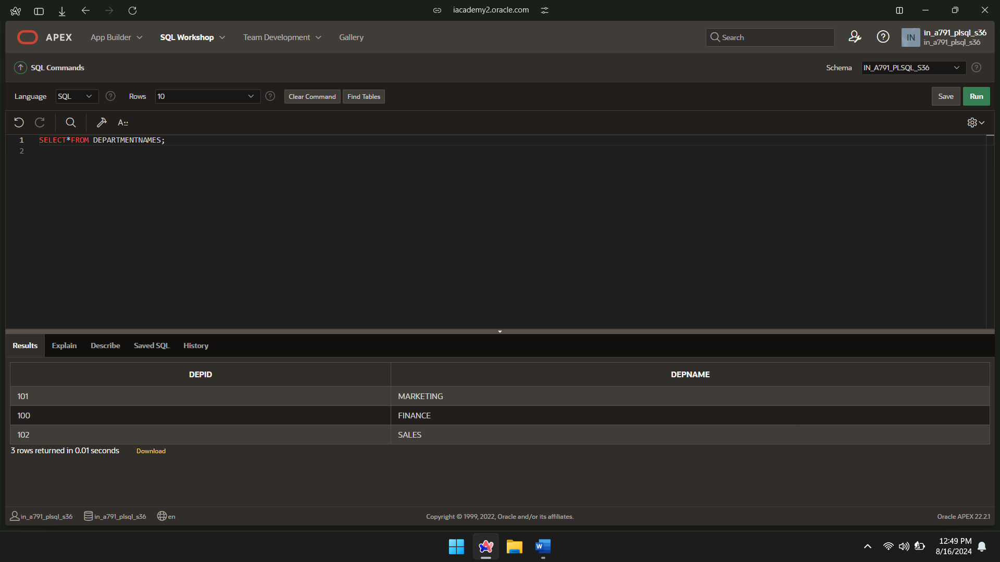 iacademy2.oracle.com
APEX App Builder SQL Workshop Team Development Gallery Search IN in_a791_plsql_s36
in_a791_plsql_s36
SQL Commands Schema IN_A791_PLSQL_S36
Language SQL Rows 10 Clear Command Find Tables Save Run
A::
1 SELECT*FROM DEPARTMENTNAMES;
2
Results Explain Describe Saved SQL History
DEPID DEPNAME
101 MARKETING
100 FINANCE
102 SALES
3 rows returned in 0.01 seconds Download
in_a791_plsql_s36 in_a791_plsql_s36 en Copyright © 1999, 2022, Oracle and/or its affiliates. Oracle APEX 22.2.1
W 12:49 PM
8/16/2024